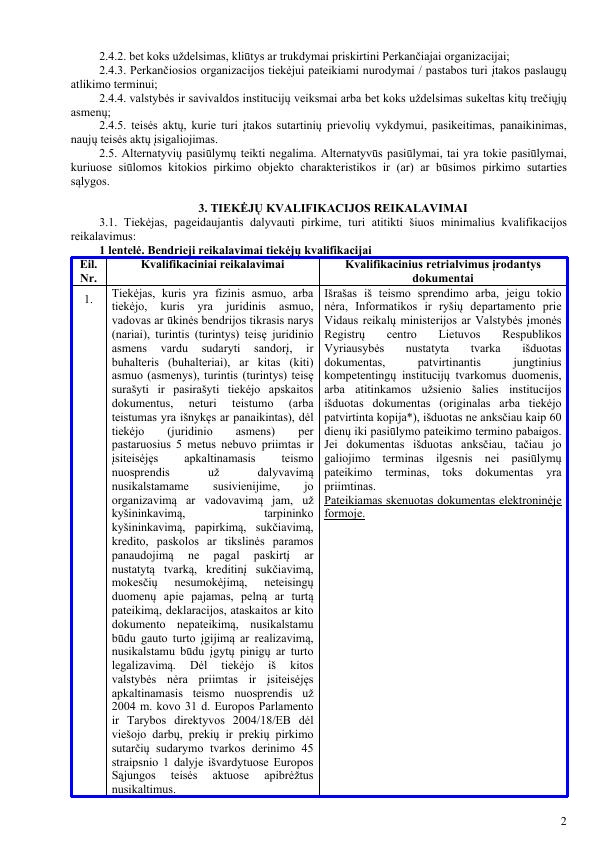 2.4.2. bet koks uždelsimas, kliūtys ar trukdymai priskirtini Perkančiajai organizacijai;
2.4.3. Perkančiosios organizacijos tiekėjui pateikiami nurodymai / pastabos turi įtakos paslaugų
atlikimo terminui;
2.4.4. valstybės ir savivaldos institucijų veiksmai arba bet koks uždelsimas sukeltas kitų trečiųjų
asmenų;
2.4.5. teisės aktų, kurie turi įtakos sutartinių prievolių vykdymui, pasikeitimas, panaikinimas,
naujų teisės aktų įsigaliojimas.
2.5. Alternatyvių pasiūlymų teikti negalima. Alternatyvūs pasiūlymai, tai yra tokie pasiūlymai,
kuriuose siūlomos kitokios pirkimo objekto charakteristikos ir (ar) ar būsimos pirkimo sutarties
sąlygos.
3. TIEKĖJŲ KVALIFIKACIJOS REIKALAVIMAI
3.1. Tiekėjas, pageidaujantis dalyvauti pirkime, turi atitikti šiuos minimalius kvalifikacijos
reikalavimus:
1 lentelė. Bendrieji reikalavimai tiekėjų kvalifikacijai
Eil.
Nr.
Kvalifikaciniai reikalavimai
Kvalifikacinius retrialvimus įrodantys
dokumentai
1.
Tiekėjas, kuris yra fizinis asmuo, arba
tiekėjo, kuris yra juridinis asmuo,
vadovas ar ūkinės bendrijos tikrasis narys
(nariai), turintis (turintys) teisę juridinio
asmens vardu sudaryti sandorį, ir
buhalteris (buhalteriai), ar kitas (kiti)
asmuo (asmenys), turintis (turintys) teisę
surašyti ir pasirašyti tiekėjo apskaitos
dokumentus, neturi teistumo (arba
teistumas yra išnykęs ar panaikintas), dėl
tiekėjo (juridinio asmens) per
pastaruosius 5 metus nebuvo priimtas ir
įsiteisėjęs apkaltinamasis teismo
nuosprendis už dalyvavimą
nusikalstamame susivienijime, jo
organizavimą ar vadovavimą jam, už
kyšininkavimą, tarpininko
kyšininkavimą, papirkimą, sukčiavimą,
kredito, paskolos ar tikslinės paramos
panaudojimą ne pagal paskirtį ar
nustatytą tvarką, kreditinį sukčiavimą,
mokesčių nesumokėjimą, neteisingų
duomenų apie pajamas, pelną ar turtą
pateikimą, deklaracijos, ataskaitos ar kito
dokumento nepateikimą, nusikalstamu
būdu gauto turto įgijimą ar realizavimą,
nusikalstamu būdu įgytų pinigų ar turto
legalizavimą. Dėl tiekėjo iš kitos
valstybės nėra priimtas ir įsiteisėjęs
apkaltinamasis teismo nuosprendis už
2004 m. kovo 31 d. Europos Parlamento
ir Tarybos direktyvos 2004/18/EB dėl
viešojo darbų, prekių ir prekių pirkimo
sutarčių sudarymo tvarkos derinimo 45
straipsnio 1 dalyje išvardytuose Europos
Sąjungos teisės aktuose apibrėžtus
nusikaltimus.
Išrašas iš teismo sprendimo arba, jeigu tokio
nėra, Informatikos ir ryšių departamento prie
Vidaus reikalų ministerijos ar Valstybės įmonės
Registrų centro Lietuvos Respublikos
Vyriausybės nustatyta tvarka išduotas
dokumentas, patvirtinantis jungtinius
kompetentingų institucijų tvarkomus duomenis,
arba atitinkamos užsienio šalies institucijos
išduotas dokumentas (originalas arba tiekėjo
patvirtinta kopija*), išduotas ne anksčiau kaip 60
dienų iki pasiūlymo pateikimo termino pabaigos.
Jei dokumentas išduotas anksčiau, tačiau jo
galiojimo terminas ilgesnis nei pasiūlymų
pateikimo terminas, toks dokumentas yra
priimtinas.
Pateikiamas skenuotas dokumentas elektroninėje
formoje.
2